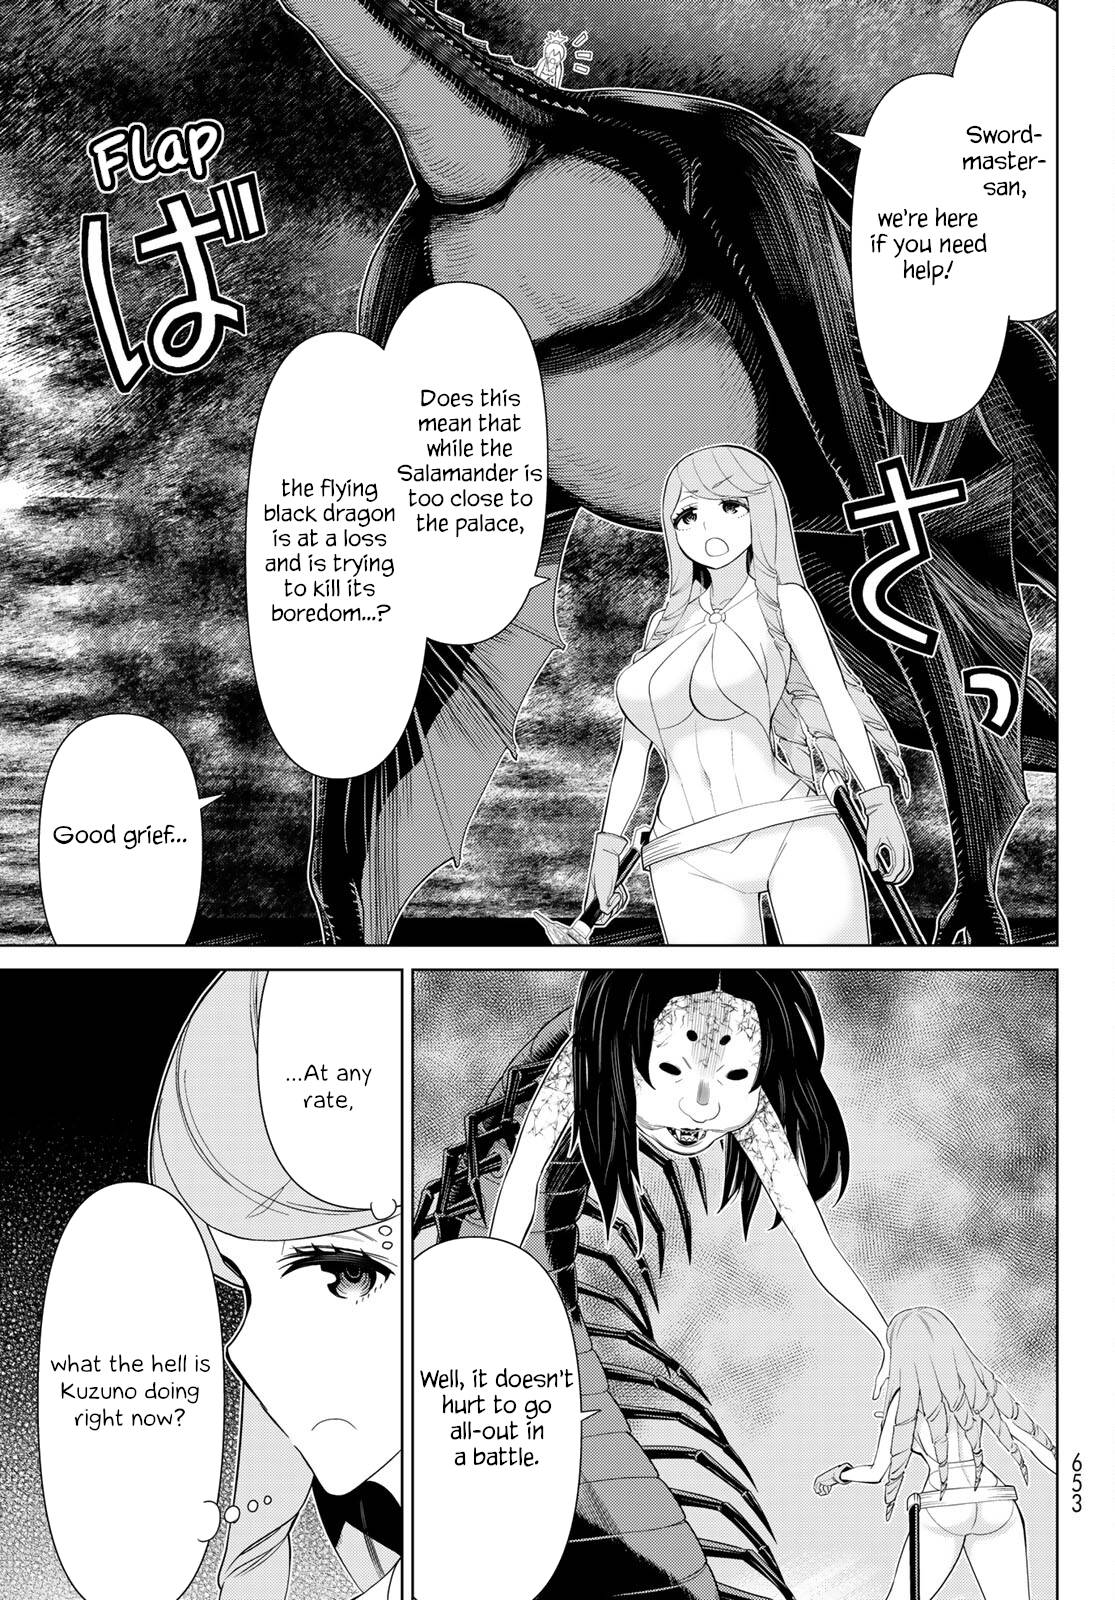 Sword-
master-
san,
we're here
if you need
help!
Flap
ば゛
Does this
mean that
while the
Salamander is
too close to
the palace,
the flying
black dragon
is at a loss
and is trying
to kill its
boredom...?
さっ
Good grief...
Well, it doesn't
hurt to go
all-out in
a battle.
...At any
rate,
what the hell is
Kuzuno doing
right now?
653